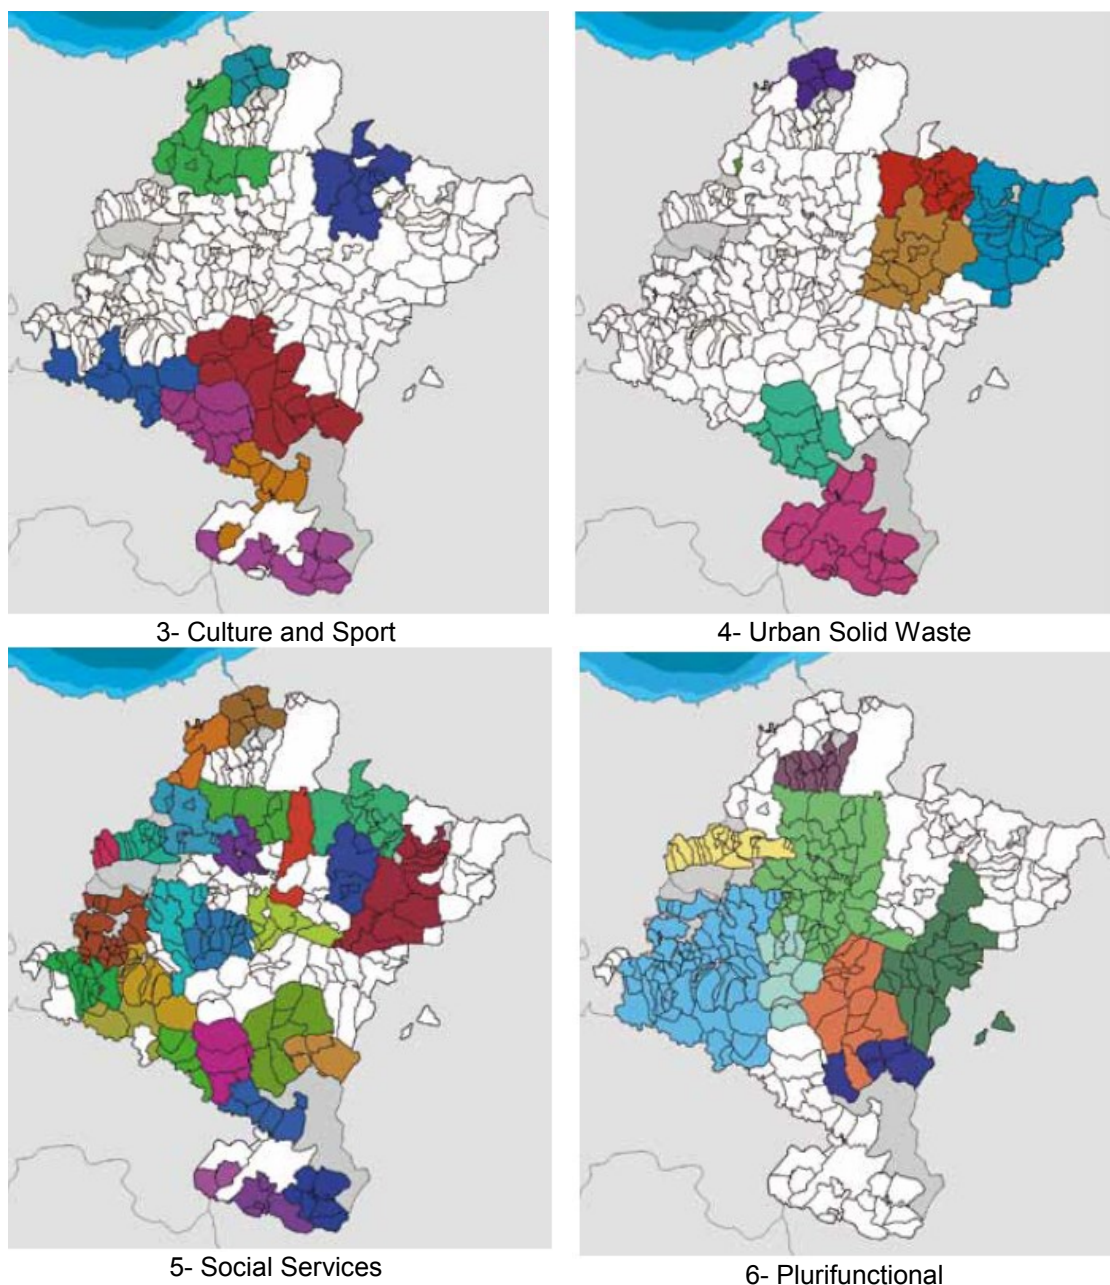 3- Culture and Sport
4- Urban Solid Waste
5- Social Services
6- Plurifunctional